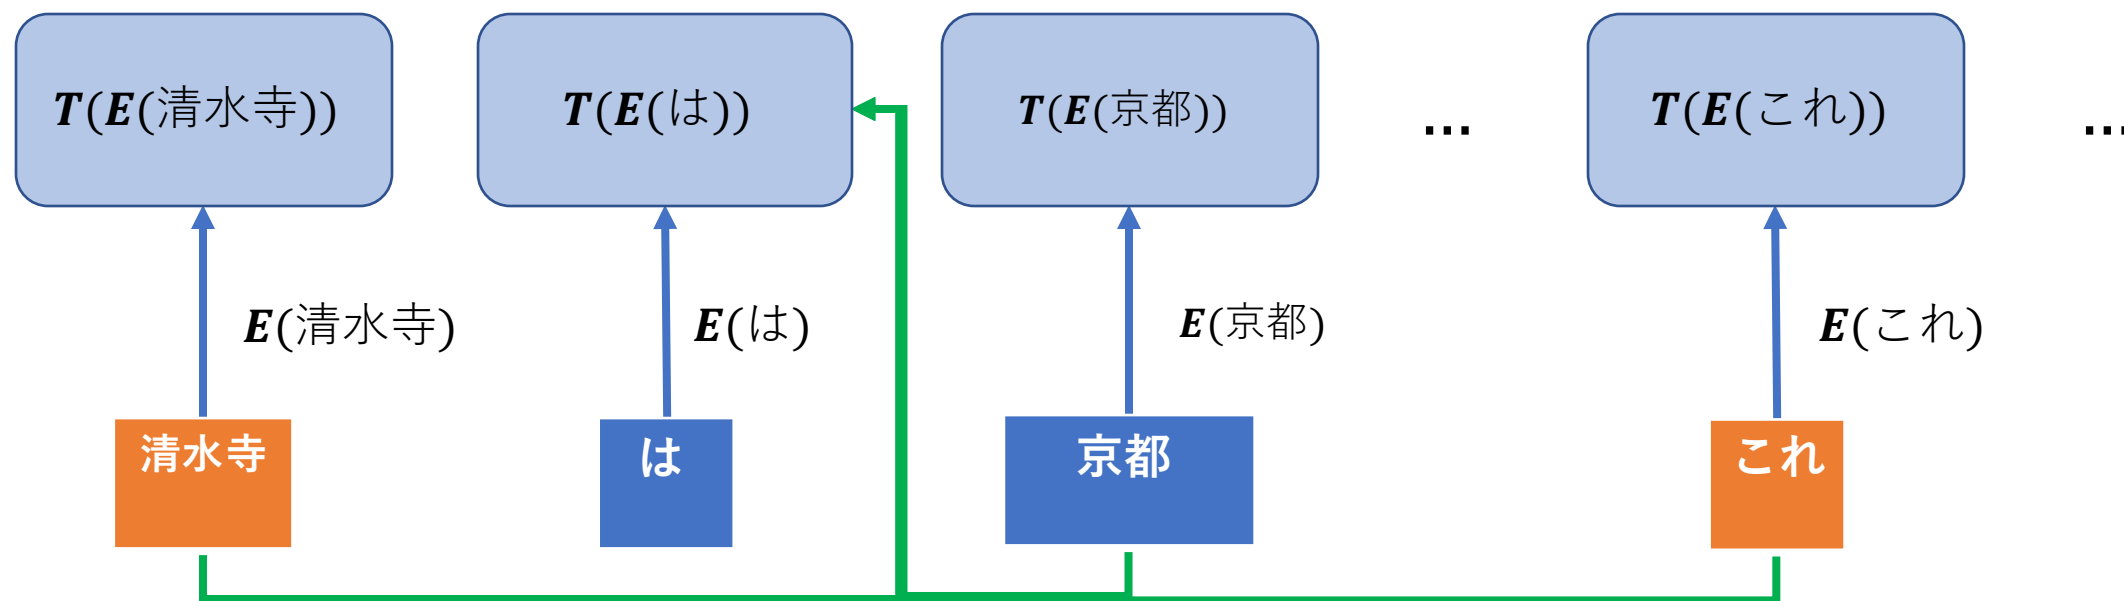 T(E(清水寺))
T(E(は))
T(E(京都))
…
T(E(これ))
…
E(清水寺)
E(は)
E(京都)
E(これ)
清水寺
は
京都
これ